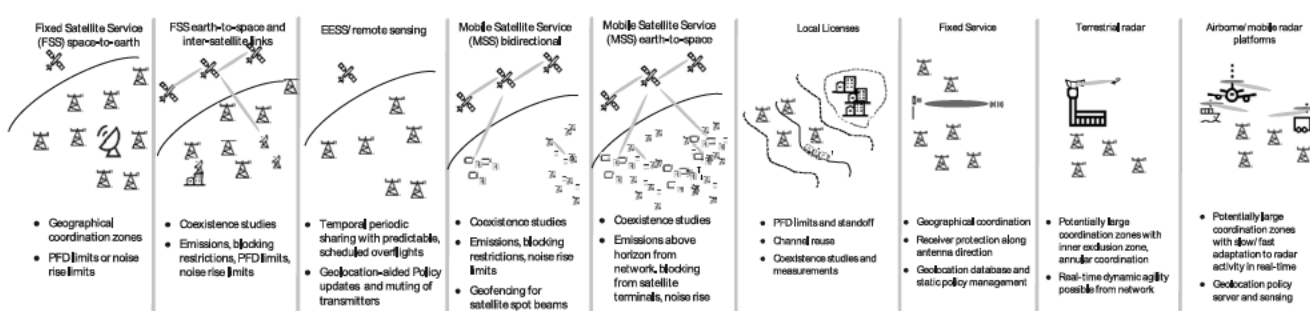 Fixed Satellite Service
(FSS) space-to-earth
• Geographical
coordination zones
• PFD limits or noise
rise limits
FSS earth-to-space and
inter-satellite links
• Coexistence studies
• Emissions, blocking
restrictions, PFD limits,
noise rise limits
EESS/ remote sensing
• Temporal periodic
sharing with predictable,
scheduled overflights
• Geolocation-aided Policy
updates and muting of
transmitters
Mobile Satellite Service
(MSS) bidirectional
• Coexistence studies
• Emissions, blocking
restrictions, noise rise
limits
• Geofencing for
satellite spot beams
Mobile Satellite Service
(MSS) earth-to-space
• Coexistence studies
• Emissions above
horizon from
network, blocking
from satellite
terminals, noise rise
Local Licenses
• PFD limits and standoff
• Channel reuse
• Coexistence studies and
measurements
Fixed Service
• Geographical coordination
• Receiver protection along
antenna direction
• Geolocation database and
static policy management
Terrestrial radar
• Potentially large
coordination zones with
inner exclusion zone,
annular coordination
• Real-time dynamic agility
possible from network
Airborne/ mobile radar
platforms
• Potentially large
coordination zones
with slow/ fast
adaptation to radar
activity in real-time
• Geolocation policy
server and sensing